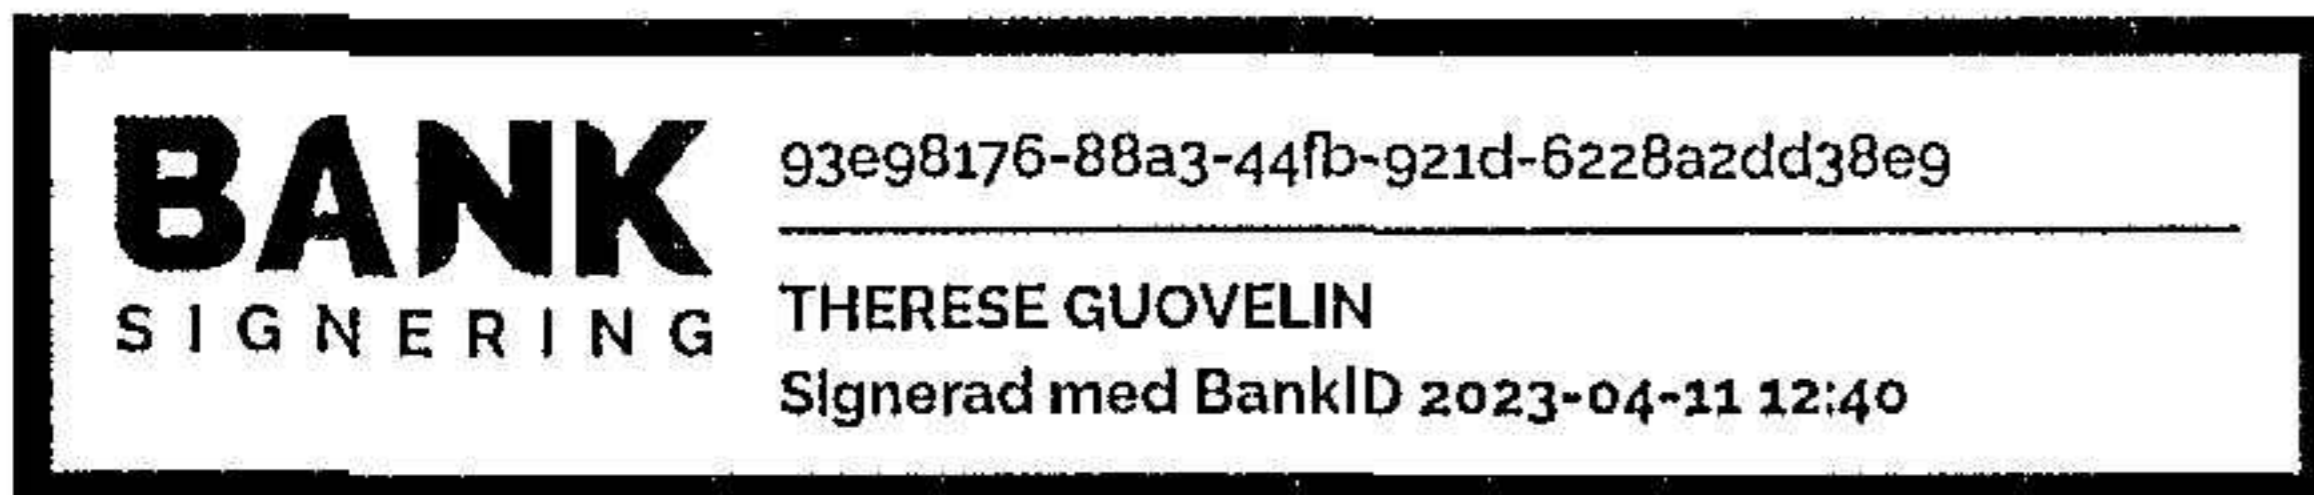 BANK
SIGNERING
93e98176-88a3-44fb-921d-6228a2dd38e9
THERESE GUOVELIN
Signerad med BankID 2023-04-11 12:40